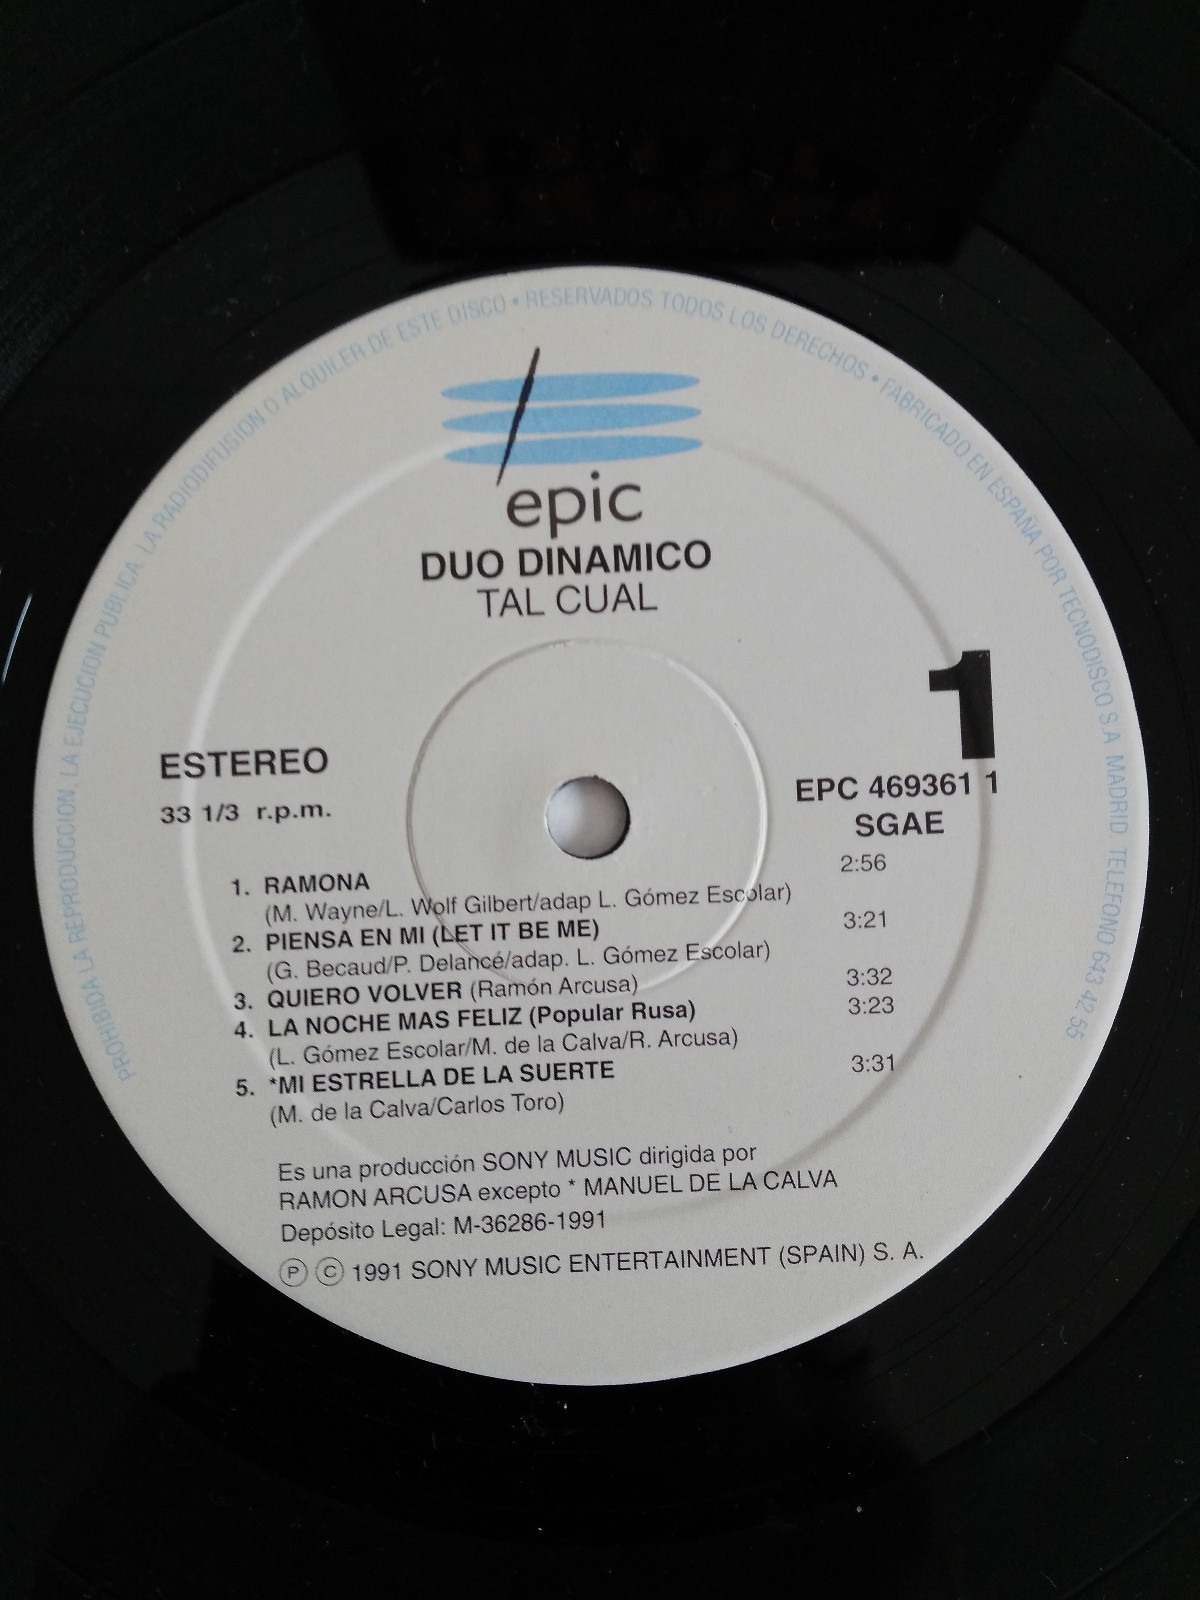 PROHIBIDA LA REPRODUCCION, LA EJECUCION PUBLICA, LA RADIODIFUSION O ALQUILER DE ESTE DISCO • RESERVADOS TODOS LOS DERECHOS • FABRICADO EN ESPAÑA POR TECNODISCO S.A. MADRID. TELEFONO 643 42 55
epic
DUO DINAMICO
TAL CUAL
1
ESTEREO
EPC 469361 1
33 1/3 r.p.m.
SGAE
1. RAMONA 2:56
(M. Wayne/L. Wolf Gilbert/adap L. Gómez Escolar)
2. PIENSA EN MI (LET IT BE ME) 3:21
(G. Becaud/P. Delancé/adap. L. Gómez Escolar)
3. QUIERO VOLVER (Ramón Arcusa) 3:32
4. LA NOCHE MAS FELIZ (Popular Rusa) 3:23
(L. Gómez Escolar/M. de la Calva/R. Arcusa)
5. *MI ESTRELLA DE LA SUERTE 3:31
(M. de la Calva/Carlos Toro)
Es una producción SONY MUSIC dirigida por
RAMON ARCUSA excepto * MANUEL DE LA CALVA
Depósito Legal: M-36286-1991
Ⓟ Ⓒ 1991 SONY MUSIC ENTERTAINMENT (SPAIN) S. A.